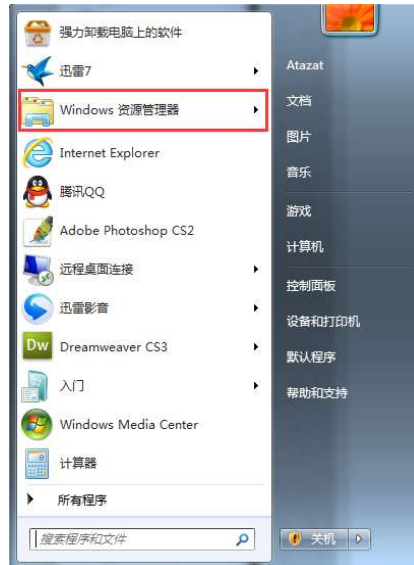 强力卸载电脑上的软件
迅雷7
Windows 资源管理器
Internet Explorer
腾讯QQ
Adobe Photoshop CS2
远程桌面连接
迅雷影音
Dw Dreamweaver CS3
入门
Windows Media Center
计算器
所有程序
搜索程序和文件
Atazat
文档
图片
音乐
游戏
计算机
控制面板
设备和打印机
默认程序
帮助和支持
关机